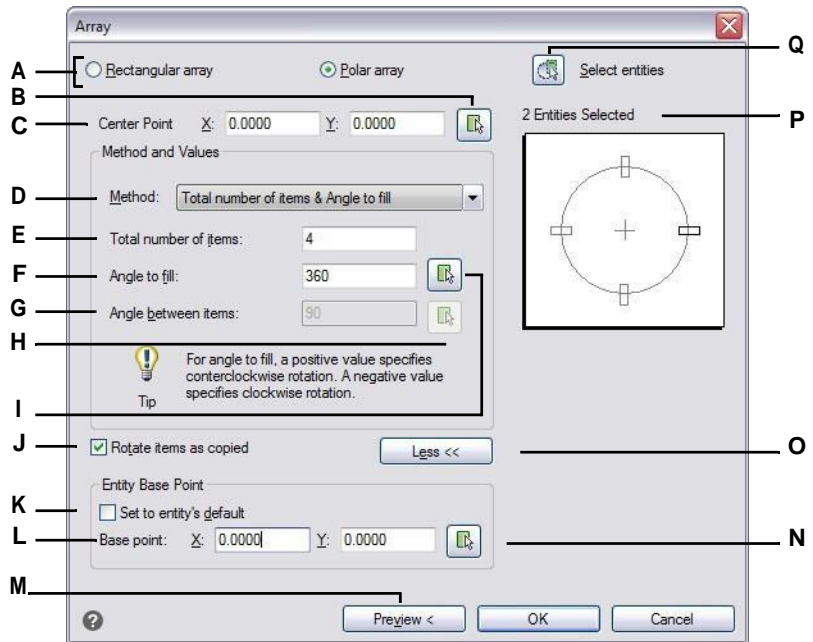 Array
A
Rectangular array
Polar array
Select entities
Q
B
C
Center Point X: 0.0000 Y: 0.0000
2 Entities Selected
P
Method and Values
D
Method: Total number of items & Angle to fill
E
Total number of items: 4
F
Angle to fill: 360
G
Angle between items: 90
H
For angle to fill, a positive value specifies
conterclockwise rotation. A negative value
specifies clockwise rotation.
Tip
I
J
Rotate items as copied
Less <<
O
Entity Base Point
K
Set to entity's default
L
Base point: X: 0.0000 Y: 0.0000
N
M
?
Preview <
OK
Cancel